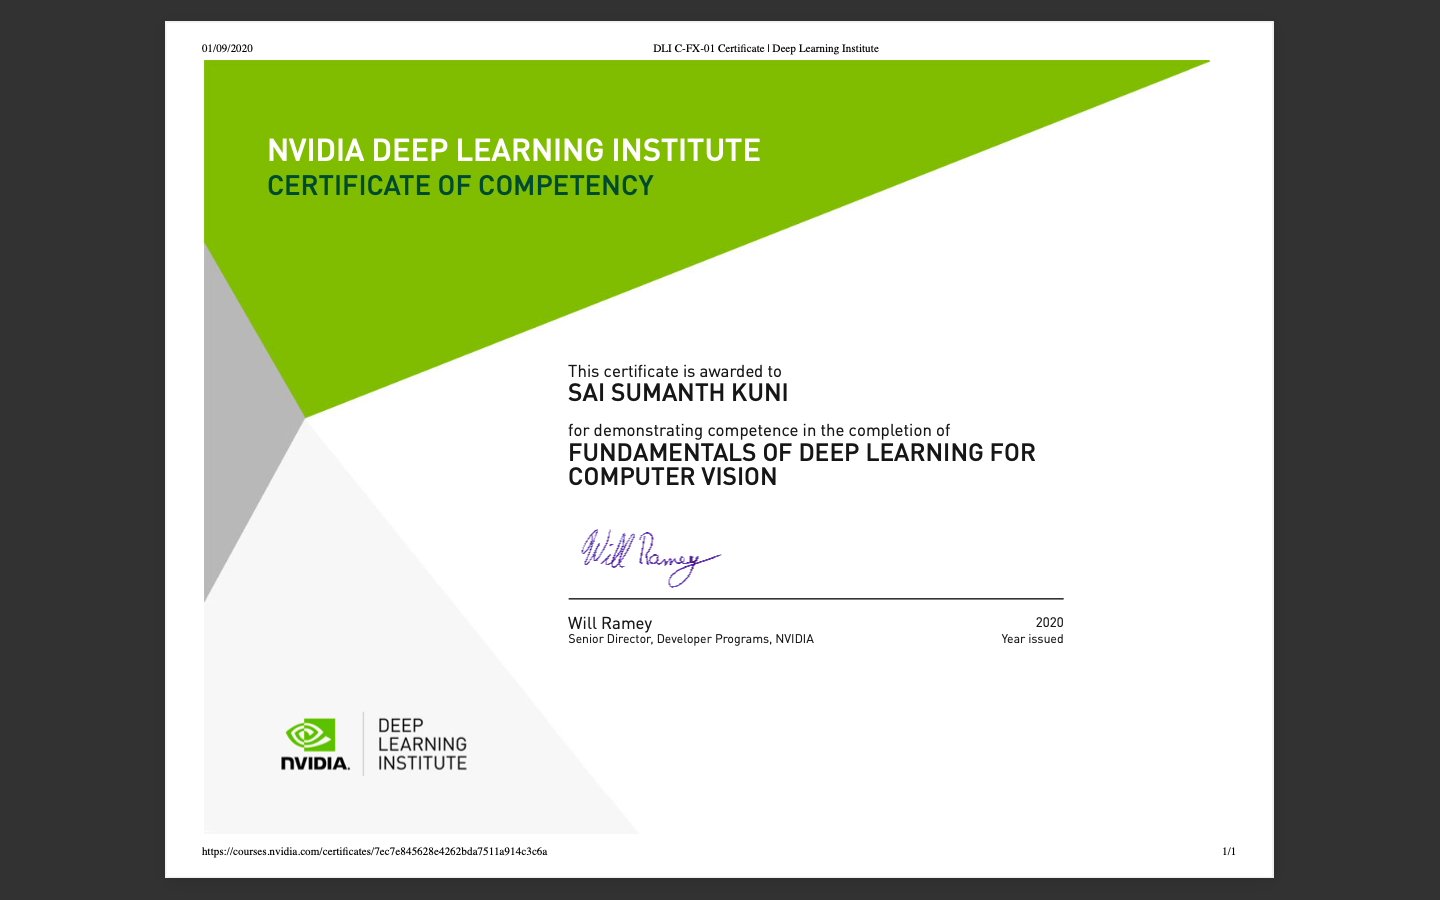 01/09/2020
DLI C-FX-01 Certificate | Deep Learning Institute
NVIDIA DEEP LEARNING INSTITUTE
CERTIFICATE OF COMPETENCY
This certificate is awarded to
SAI SUMANTH KUNI
for demonstrating competence in the completion of
FUNDAMENTALS OF DEEP LEARNING FOR
COMPUTER VISION
Will Ramey
Will Ramey
Senior Director, Developer Programs, NVIDIA
2020
Year issued
NVIDIA.
DEEP
LEARNING
INSTITUTE
https://courses.nvidia.com/certificates/7ec7e845628e4262bda7511a914c3c6a
1/1